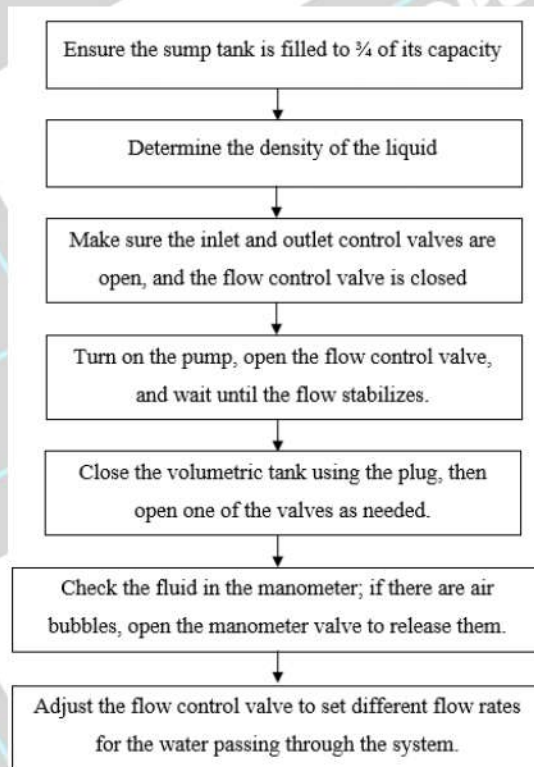 Ensure the sump tank is filled to ¾ of its capacity
Determine the density of the liquid
Make sure the inlet and outlet control valves are
open, and the flow control valve is closed
Turn on the pump, open the flow control valve,
and wait until the flow stabilizes.
Close the volumetric tank using the plug, then
open one of the valves as needed.
Check the fluid in the manometer; if there are air
bubbles, open the manometer valve to release them.
Adjust the flow control valve to set different flow rates
for the water passing through the system.